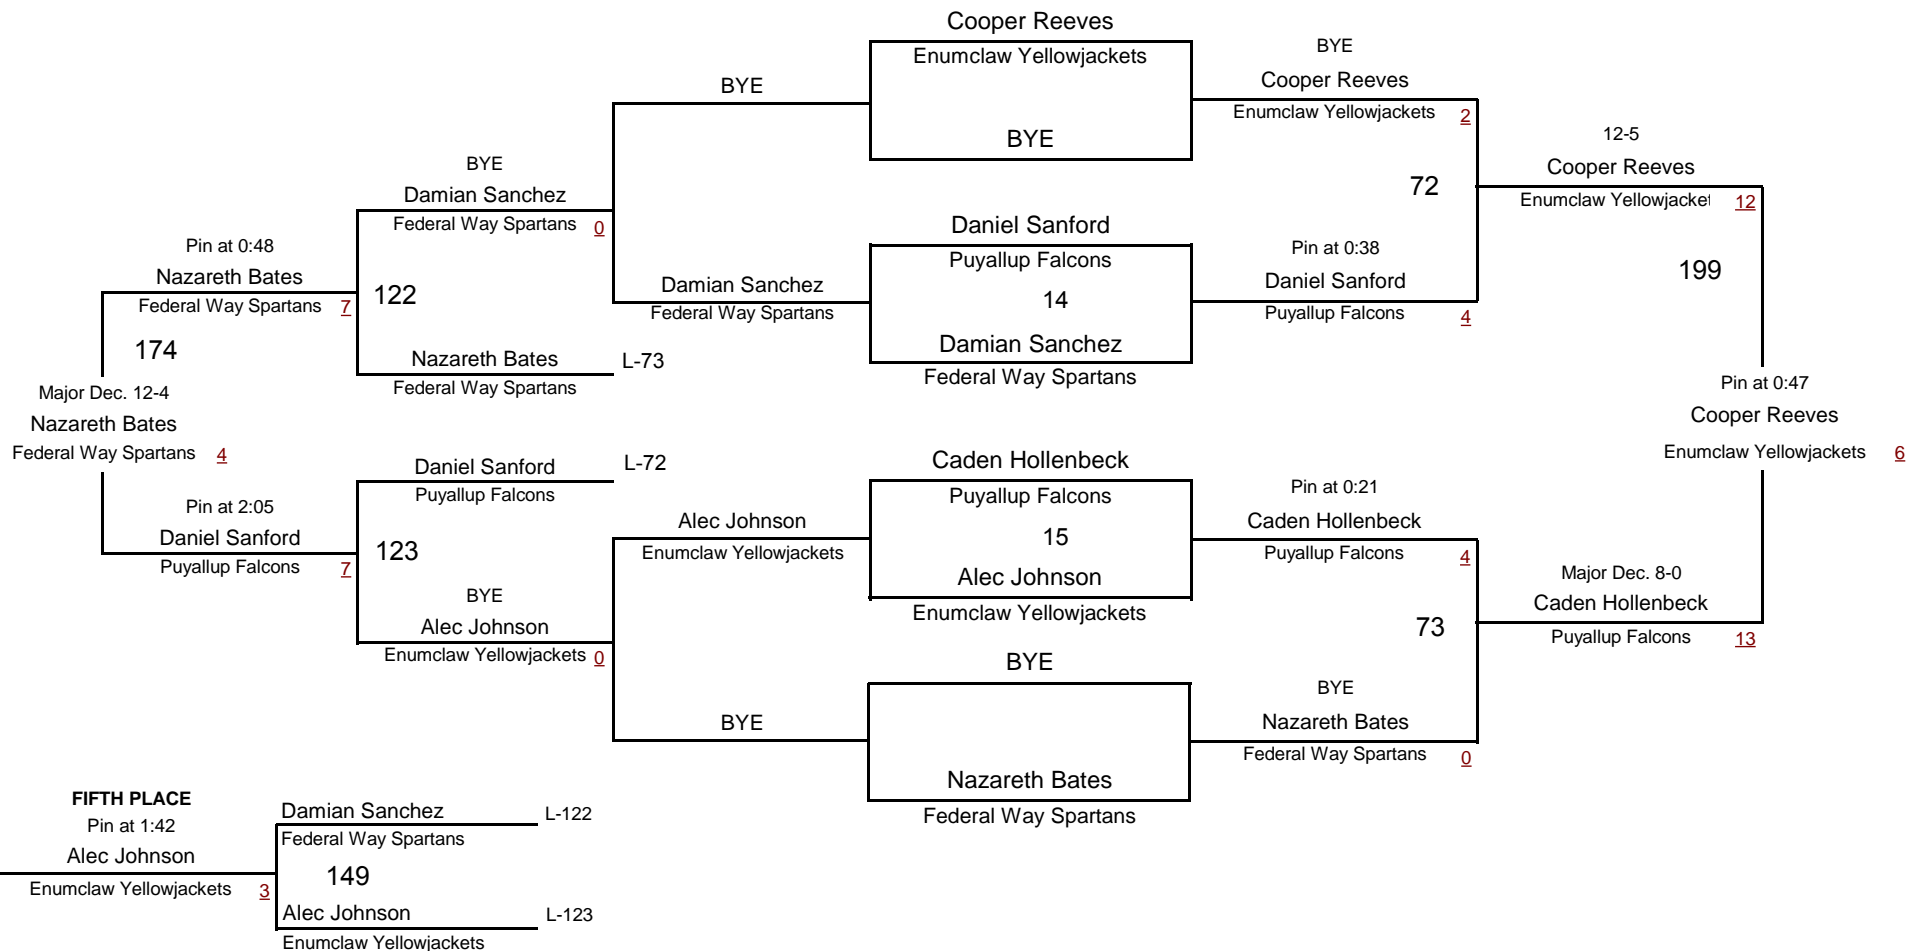 Cooper Reeves
Enumclaw Yellowjackets
BYE
BYE
Cooper Reeves
Enumclaw Yellowjackets 2
BYE
12-5
Cooper Reeves
Enumclaw Yellowjacket 12
BYE
Damian Sanchez
Federal Way Spartans 0
72
Daniel Sanford
Puyallup Falcons
14
Damian Sanchez
Federal Way Spartans
Pin at 0:38
Daniel Sanford
Puyallup Falcons 4
199
Pin at 0:48
Nazareth Bates
Federal Way Spartans 7
122
Damian Sanchez
Federal Way Spartans
174
Nazareth Bates L-73
Federal Way Spartans
Major Dec. 12-4
Nazareth Bates
Federal Way Spartans 4
Pin at 0:47
Cooper Reeves
Enumclaw Yellowjackets 6
Daniel Sanford L-72
Puyallup Falcons
Caden Hollenbeck
Puyallup Falcons
15
Alec Johnson
Enumclaw Yellowjackets
Pin at 0:21
Caden Hollenbeck
Puyallup Falcons 4
Pin at 2:05
Daniel Sanford
Puyallup Falcons 7
123
Alec Johnson
Enumclaw Yellowjackets
BYE
Alec Johnson
Enumclaw Yellowjackets 0
73
Major Dec. 8-0
Caden Hollenbeck
Puyallup Falcons 13
BYE
BYE
Nazareth Bates
Federal Way Spartans
BYE
Nazareth Bates
Federal Way Spartans 0
FIFTH PLACE
Pin at 1:42
Alec Johnson
Enumclaw Yellowjackets 3
Damian Sanchez L-122
Federal Way Spartans
149
Alec Johnson L-123
Enumclaw Yellowjackets